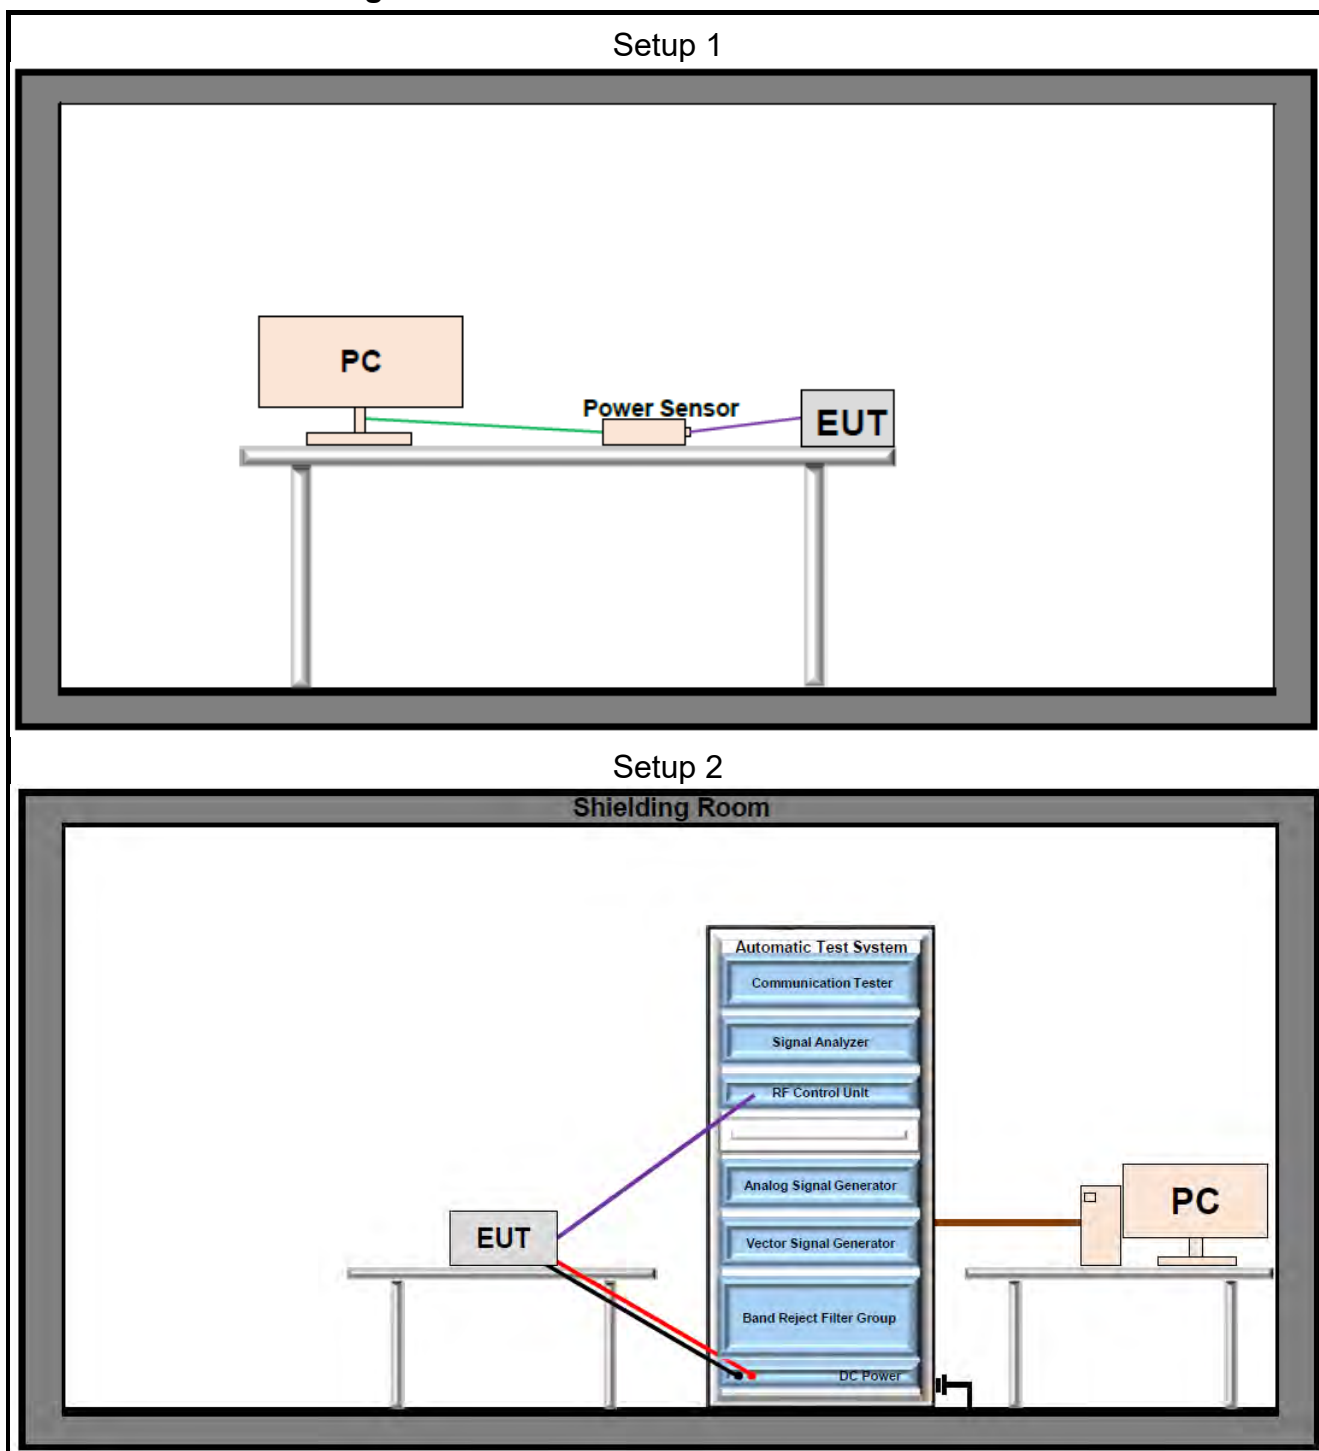 Setup 1
PC
Power Sensor
EUT
Setup 2
Shielding Room
Automatic Test System
Communication Tester
Signal Analyzer
RF Control Unit
Analog Signal Generator
Vector Signal Generator
Band Reject Filter Group
DC Power
EUT
PC